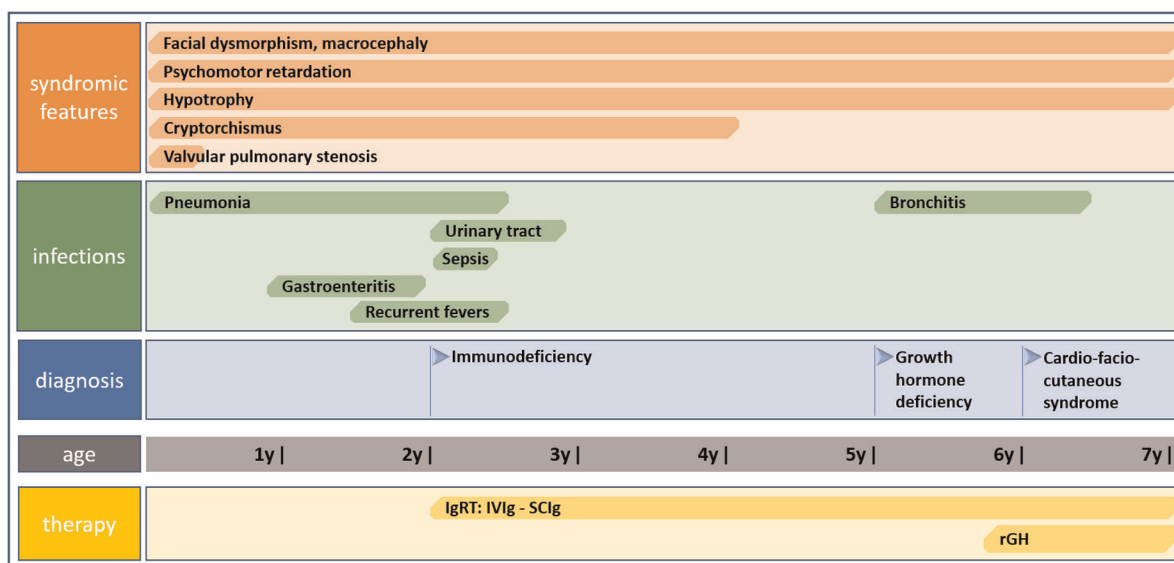 syndromic
features
Facial dysmorphism, macrocephaly
Psychomotor retardation
Hypotrophy
Cryptorchismus
Valvular pulmonary stenosis
infections
Pneumonia
Bronchitis
Urinary tract
Sepsis
Gastroenteritis
Recurrent fevers
diagnosis
Immunodeficiency
Growth
hormone
deficiency
Cardio-facio-
cutaneous
syndrome
age
1y | 2y | 3y | 4y | 5y | 6y | 7y |
therapy
IgRT: IVIg - SCIg
rGH